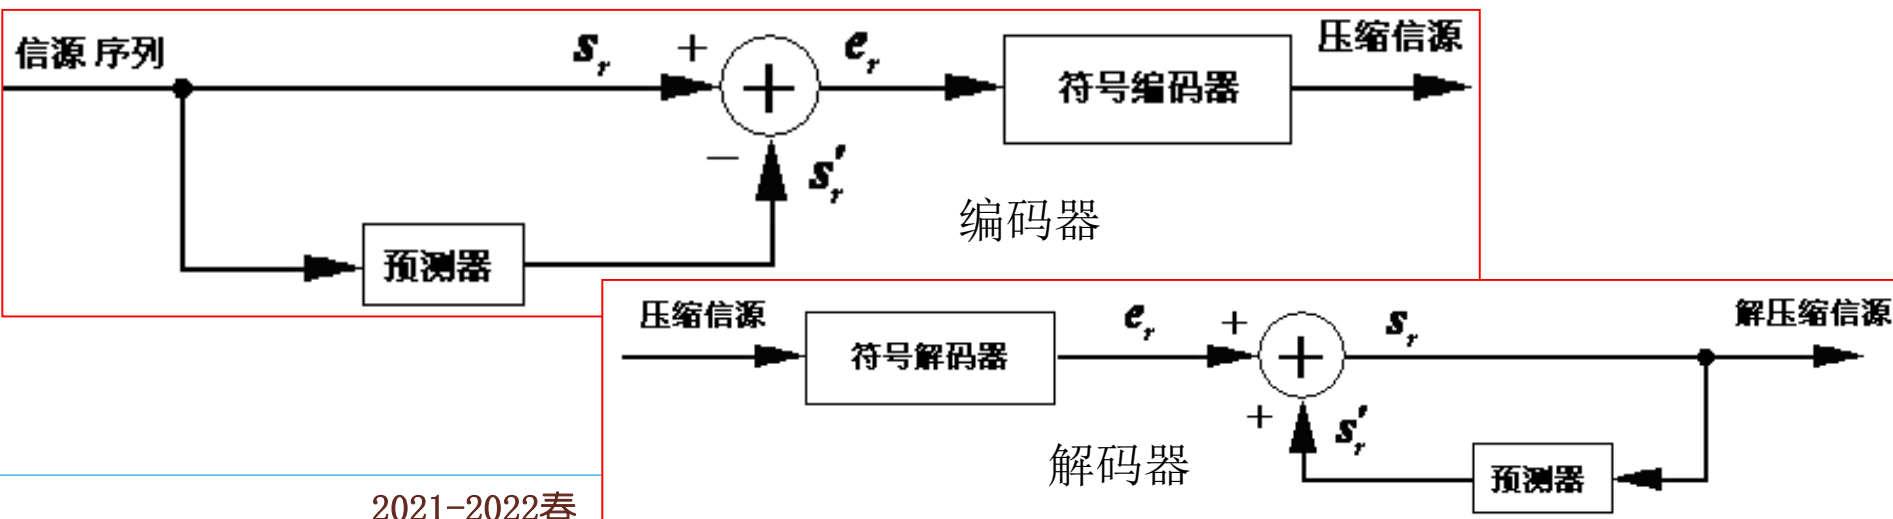 信源 序列
s_r
+
e_r
符号编码器
压缩信源
−
s'_r
预测器
编码器
压缩信源
符号解码器
e_r
+
s_r
解压缩信源
+
s'_r
预测器
解码器
2021-2022春